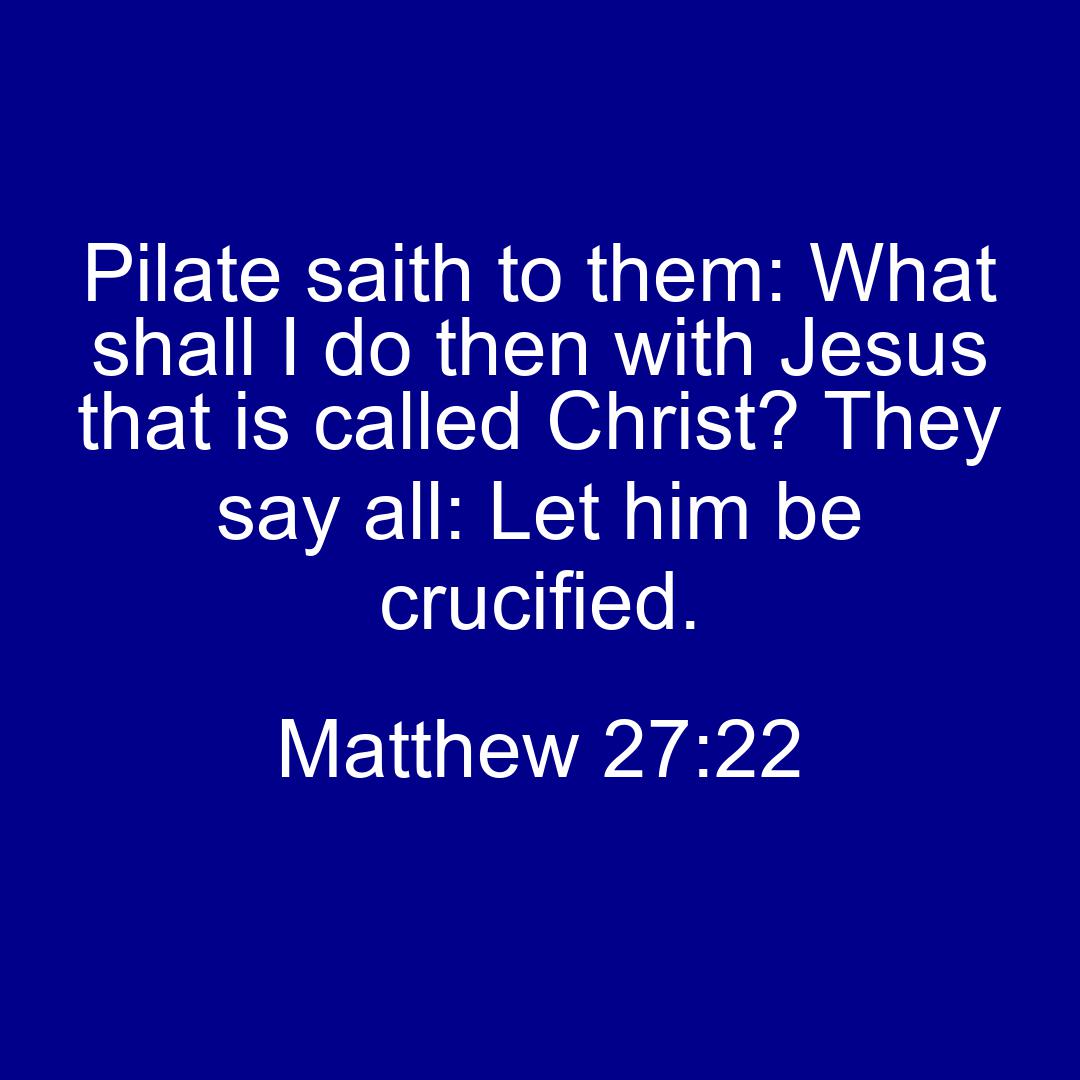 Pilate saith to them: What
shall I do then with Jesus
that is called Christ? They
say all: Let him be
crucified.
Matthew 27:22